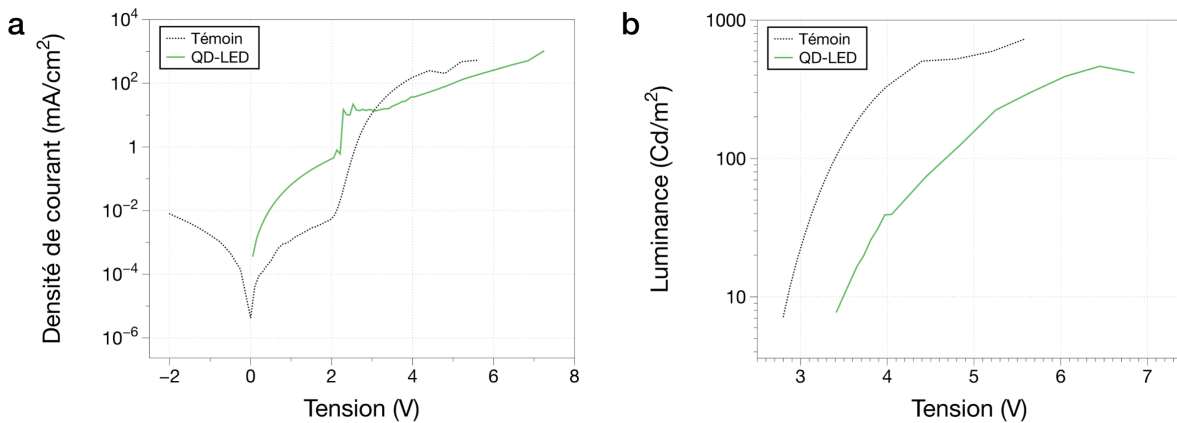 a
Densité de courant (mA/cm²)
10⁴
10²
1
10⁻²
10⁻⁴
10⁻⁶
Témoin
QD-LED
−2 0 2 4 6 8
Tension (V)
b
Luminance (Cd/m²)
1000
100
10
Témoin
QD-LED
3 4 5 6 7
Tension (V)